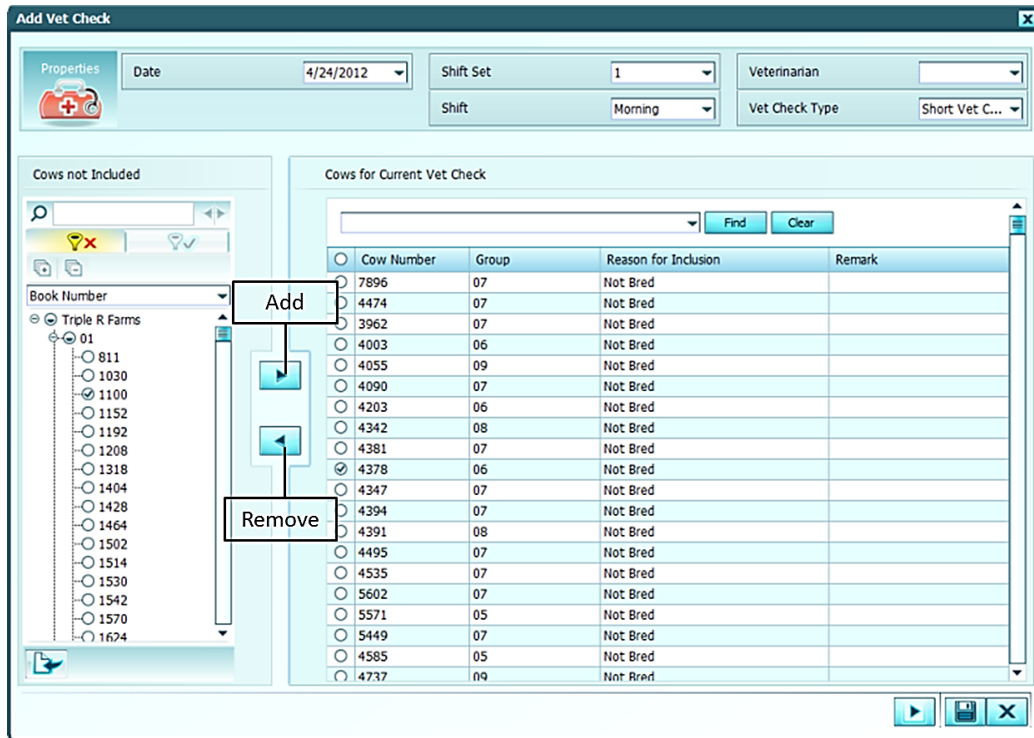 Add Vet Check
Properties
Date 4/24/2012
Shift Set 1
Veterinarian
Shift Morning
Vet Check Type Short Vet C...
Cows not Included
Book Number
Triple R Farms
01
811
1030
1100
1152
1192
1208
1318
1404
1428
1464
1502
1514
1530
1542
1570
1624
Add
Remove
Cows for Current Vet Check
Find Clear
Cow Number Group Reason for Inclusion Remark
7896 07 Not Bred
4474 07 Not Bred
3962 07 Not Bred
4003 06 Not Bred
4055 09 Not Bred
4090 07 Not Bred
4203 06 Not Bred
4342 08 Not Bred
4381 07 Not Bred
4378 06 Not Bred
4347 07 Not Bred
4394 07 Not Bred
4391 08 Not Bred
4495 07 Not Bred
4535 07 Not Bred
5602 07 Not Bred
5571 05 Not Bred
5449 07 Not Bred
4585 05 Not Bred
4737 09 Not Bred